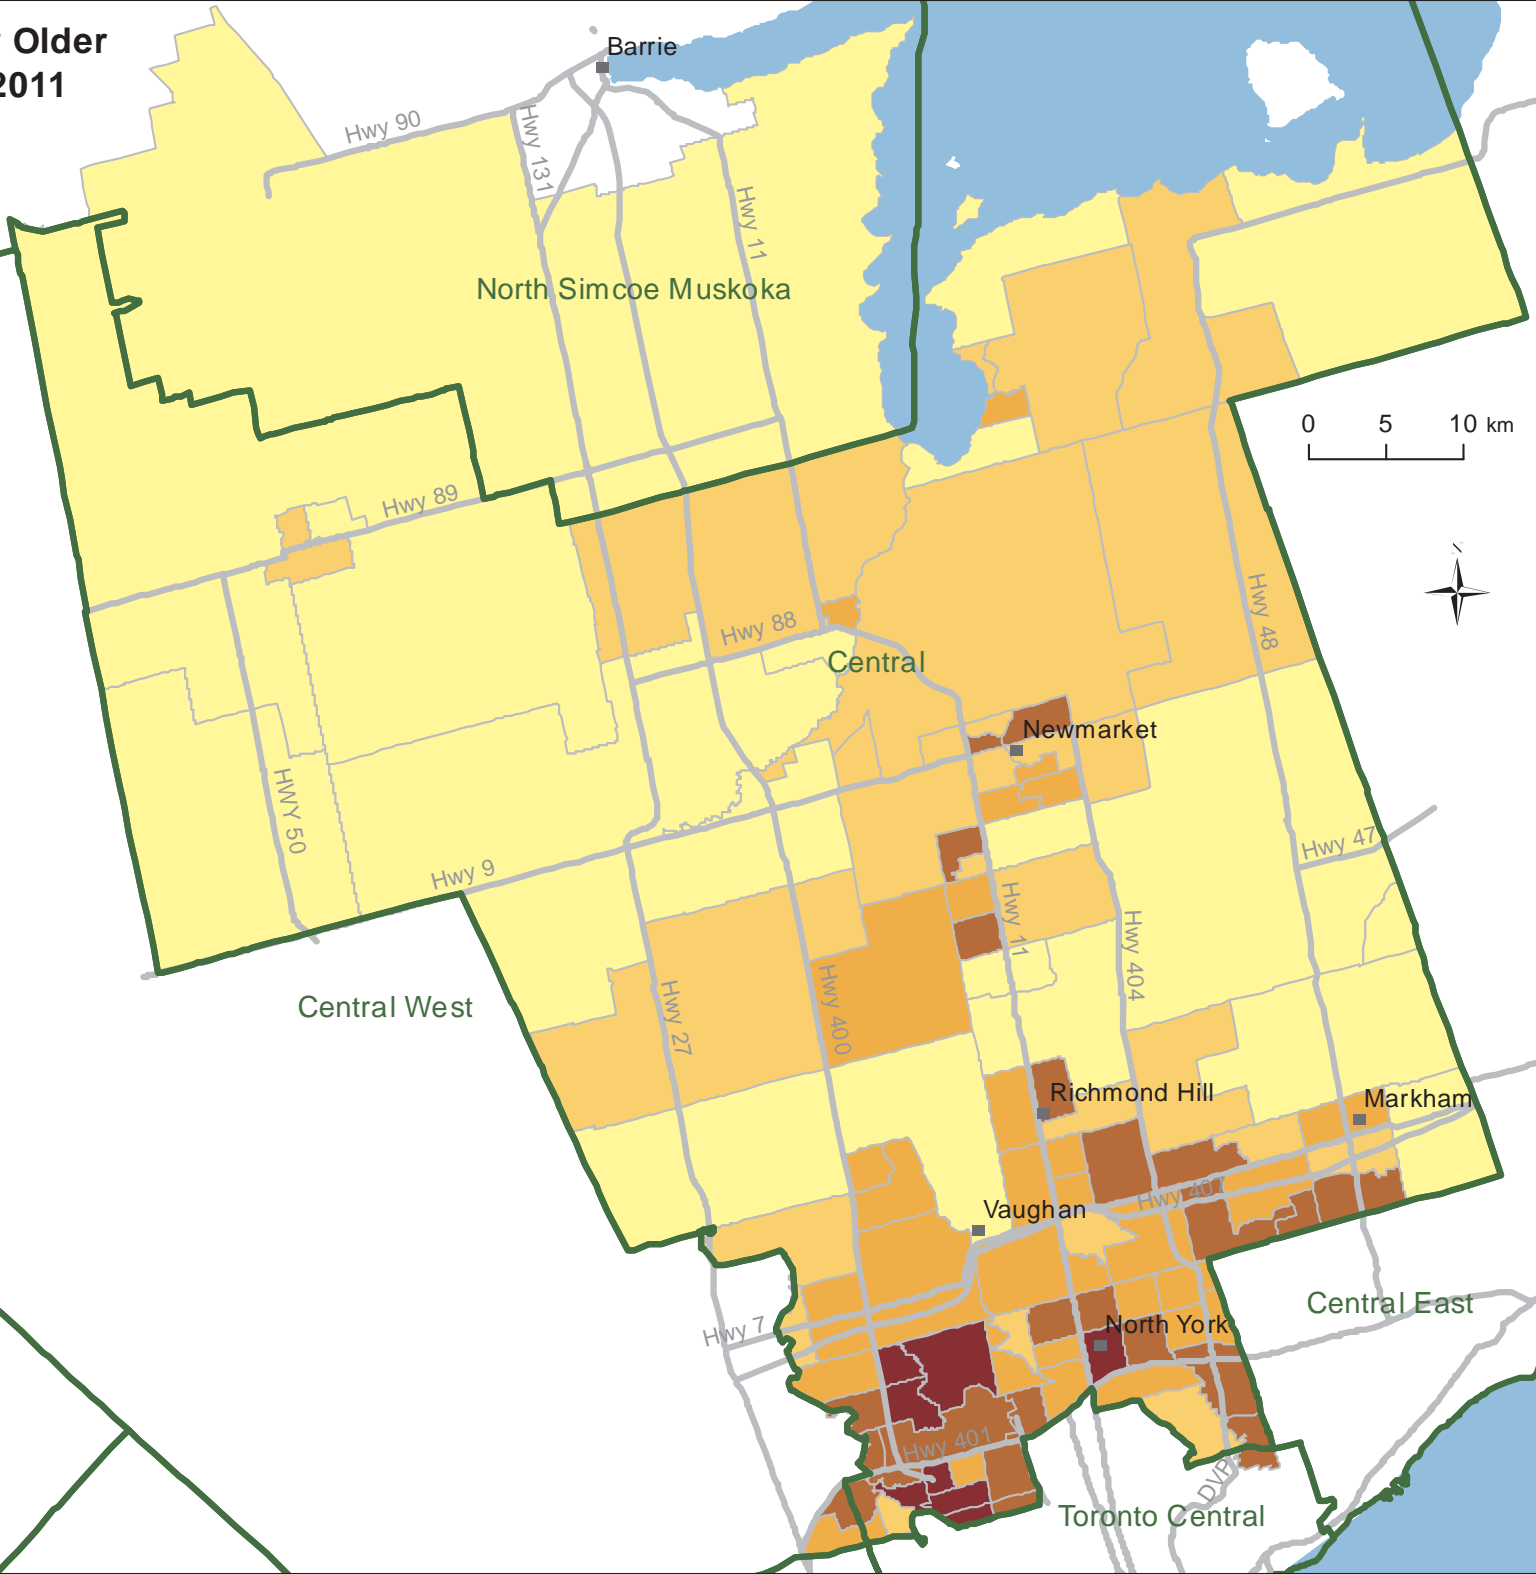 Older
2011
Barrie
Hwy 90
Hwy 131
Hwy 11
North Simcoe Muskoka
0 5 10 km
Hwy 89
N
Hwy 48
Hwy 88
Central
Newmarket
HWY 50
Hwy 47
Hwy 9
Hwy 11
Hwy 404
Hwy 400
Hwy 27
Central West
Richmond Hill
Markham
Hwy 407
Vaughan
Central East
Hwy 7
North York
Hwy 401
DVP
Toronto Central